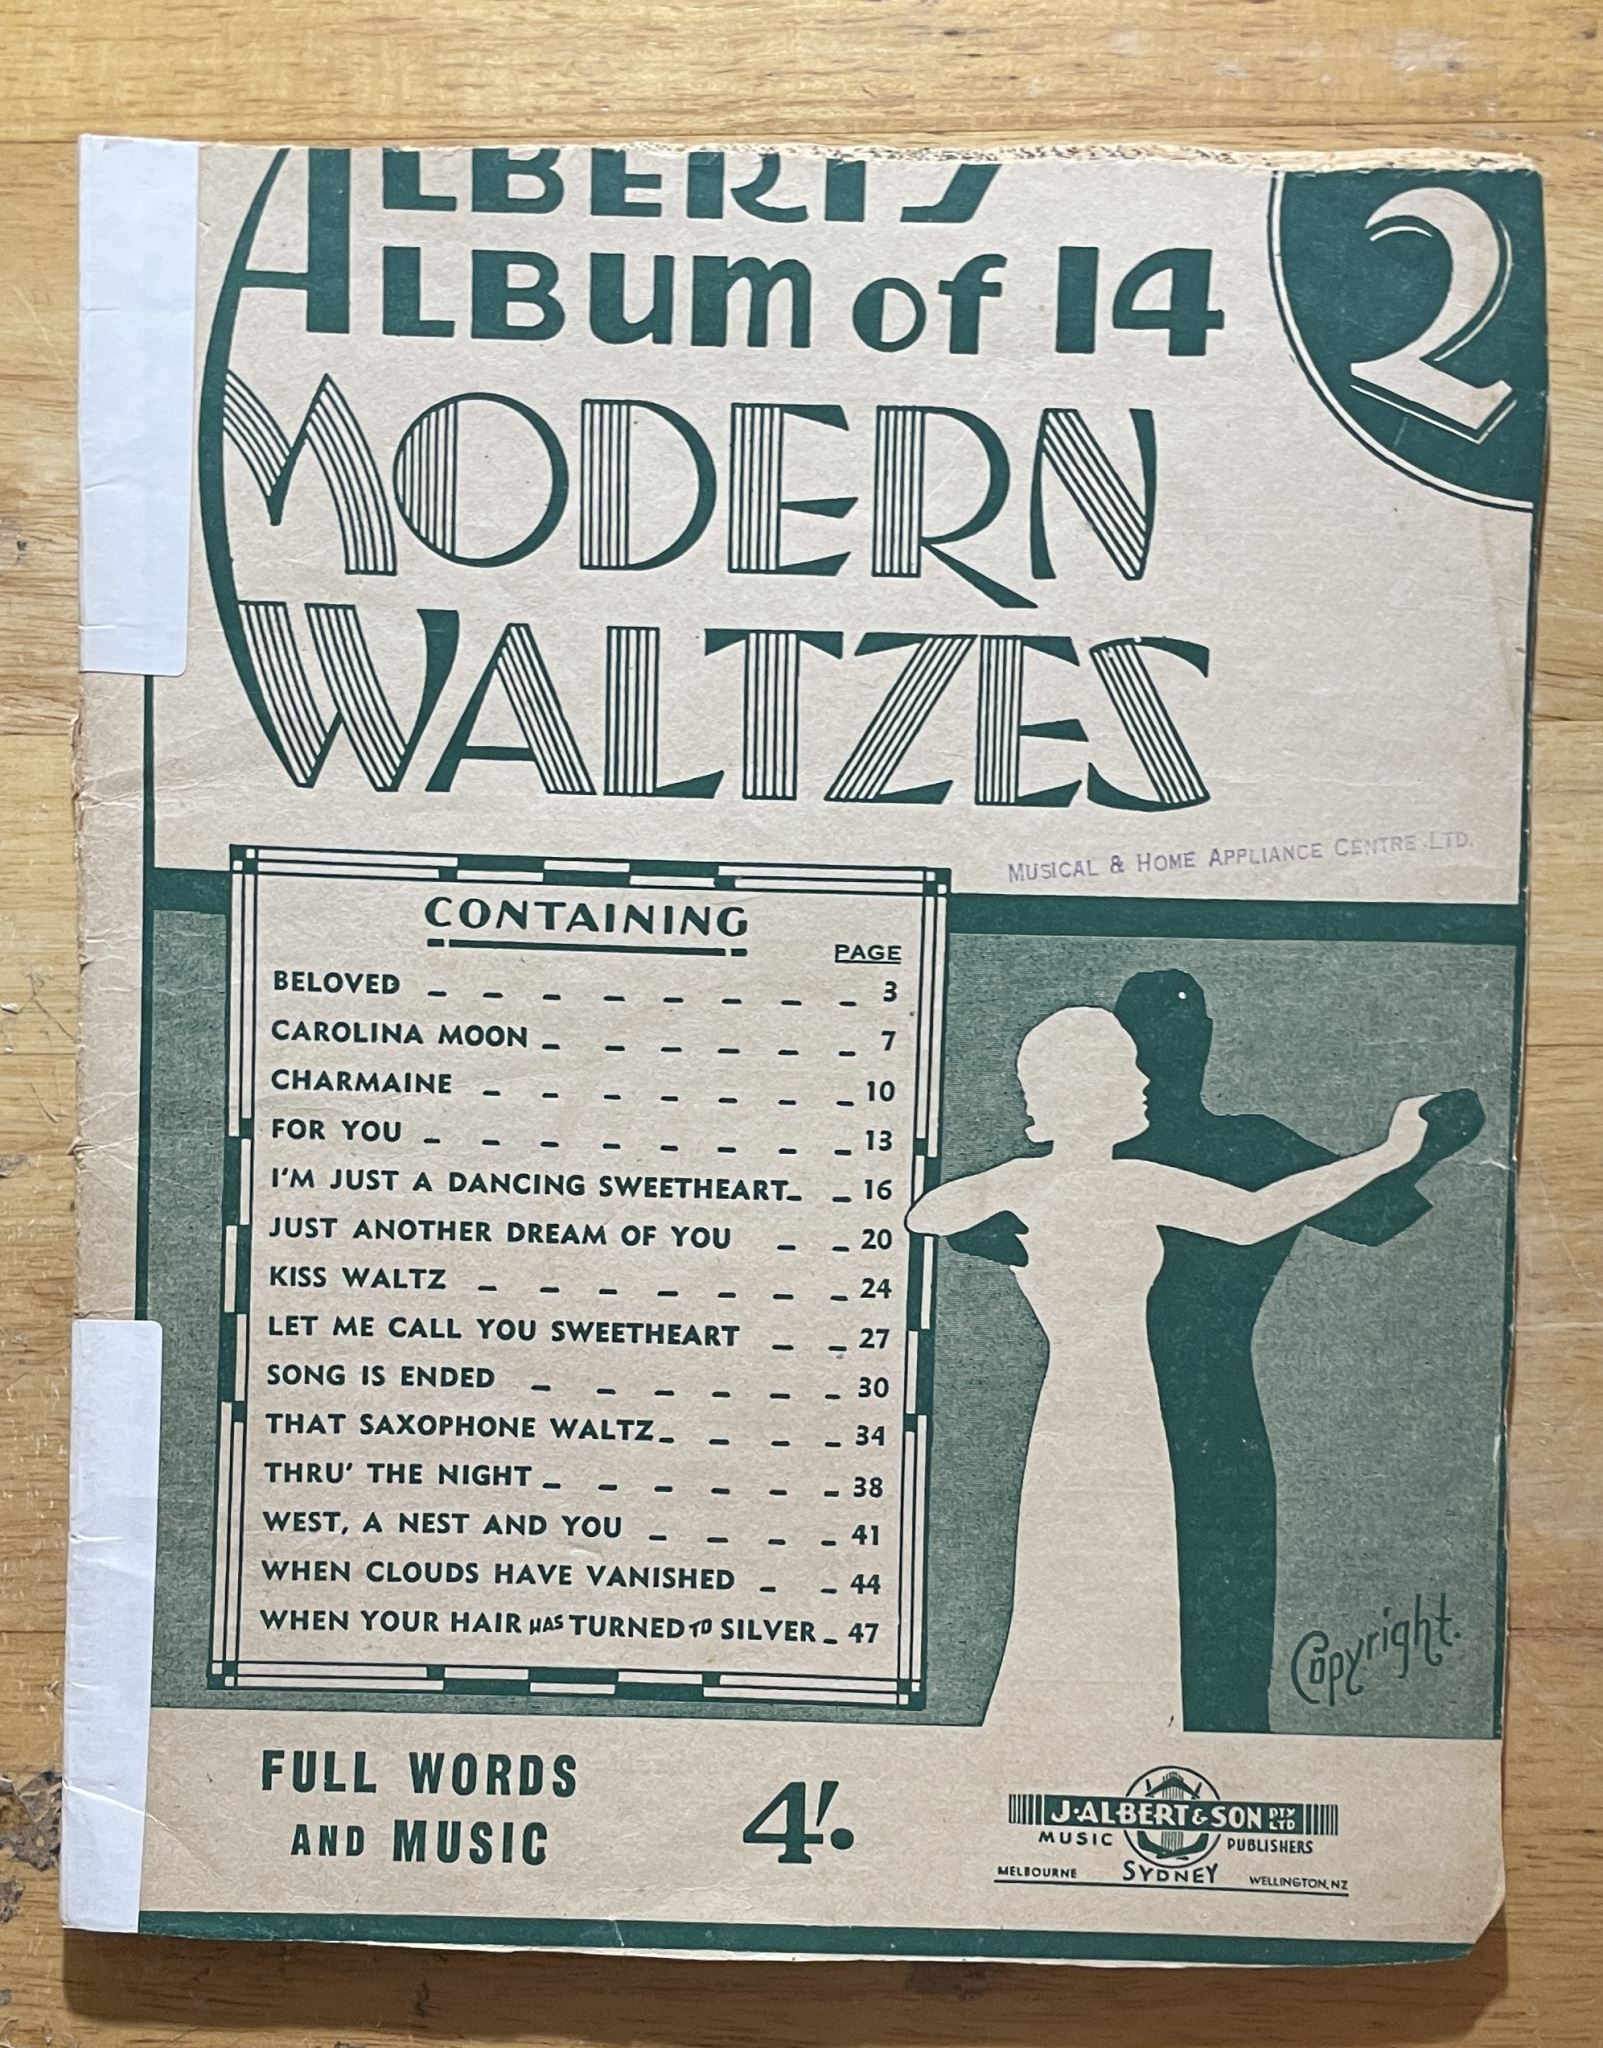 ALBERTS
ALBUM OF 14
2
MODERN
WALTZES
MUSICAL & HOME APPLIANCE CENTRE LTD.
CONTAINING
PAGE
BELOVED 3
CAROLINA MOON 7
CHARMAINE 10
FOR YOU 13
I'M JUST A DANCING SWEETHEART 16
JUST ANOTHER DREAM OF YOU 20
KISS WALTZ 24
LET ME CALL YOU SWEETHEART 27
SONG IS ENDED 30
THAT SAXOPHONE WALTZ 34
THRU' THE NIGHT 38
WEST, A NEST AND YOU 41
WHEN CLOUDS HAVE VANISHED 44
WHEN YOUR HAIR HAS TURNED TO SILVER 47
Copyright.
FULL WORDS
AND MUSIC
4/.
J. ALBERT & SON PTY LTD
MUSIC PUBLISHERS
MELBOURNE SYDNEY WELLINGTON, NZ